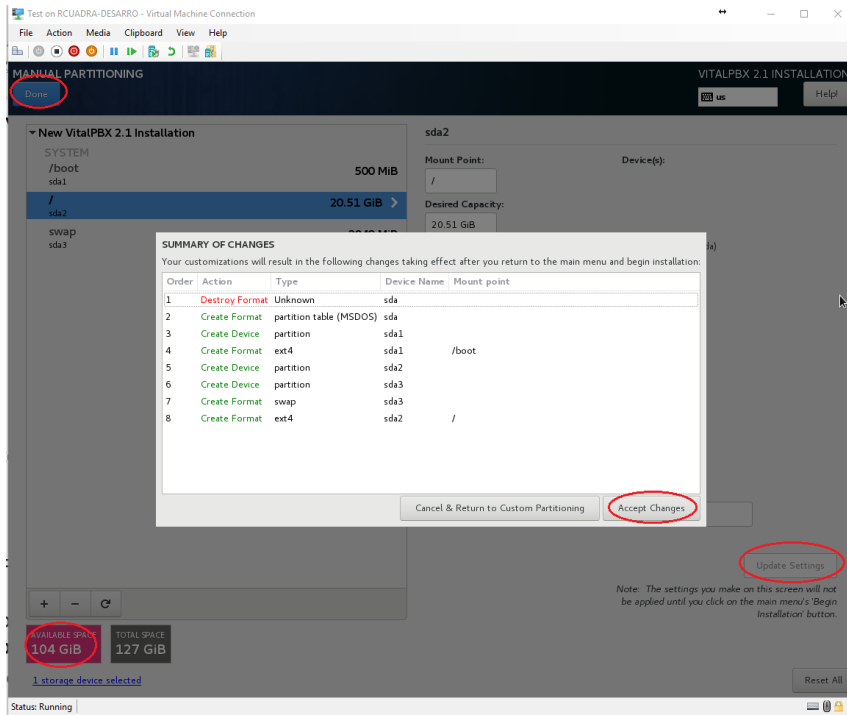 Test on RCUADRA-DESARRO - Virtual Machine Connection
File Action Media Clipboard View Help
MANUAL PARTITIONING
VITALPBX 2.1 INSTALLATION
Done
us
Help!
New VitalPBX 2.1 Installation
sda2
SYSTEM
/boot
500 MiB
sda1
Mount Point:
Device(s):
/
/
20.51 GiB
sda2
Desired Capacity:
20.51 GiB
swap
sda3
SUMMARY OF CHANGES
Your customizations will result in the following changes taking effect after you return to the main menu and begin installation:
Order Action Type Device Name Mount point
1 Destroy Format Unknown sda
2 Create Format partition table (MSDOS) sda
3 Create Device partition sda1
4 Create Format ext4 sda1 /boot
5 Create Device partition sda2
6 Create Device partition sda3
7 Create Format swap sda3
8 Create Format ext4 sda2 /
Cancel & Return to Custom Partitioning
Accept Changes
Update Settings
Note: The settings you make on this screen will not
be applied until you click on the main menu's 'Begin
Installation' button.
+ -
AVAILABLE SPACE
104 GiB
TOTAL SPACE
127 GiB
1 storage device selected
Reset All
Status: Running